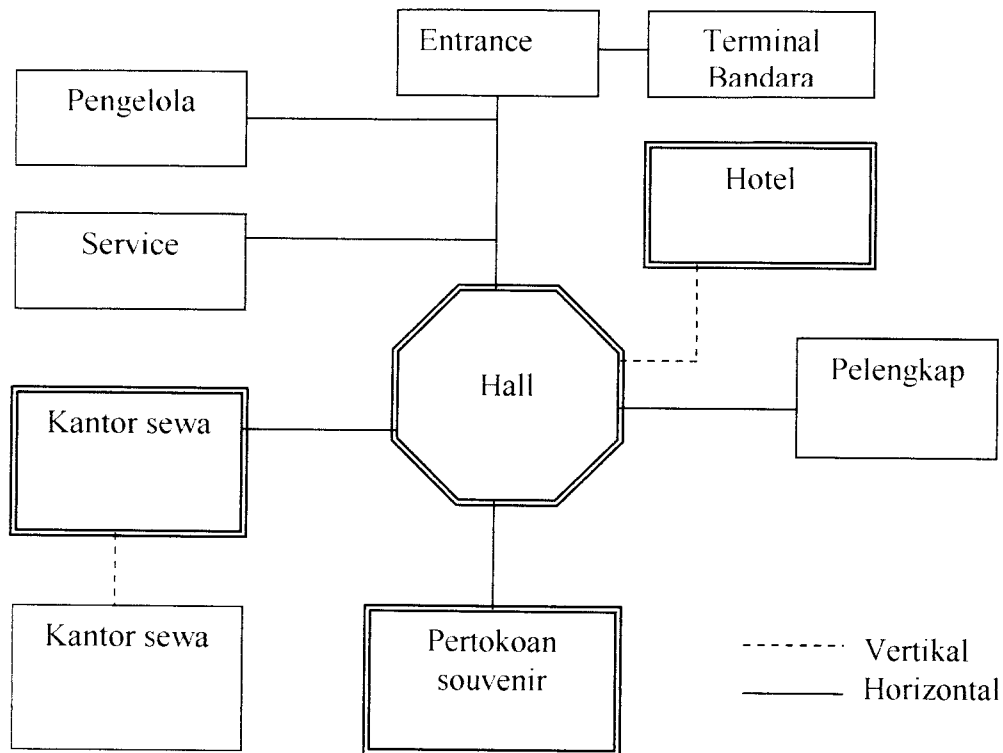 Entrance
Terminal
Bandara
Pengelola
Hotel
Service
Hall
Pelengkap
Kantor sewa
Kantor sewa
Pertokoan
souvenir
Vertikal
Horizontal